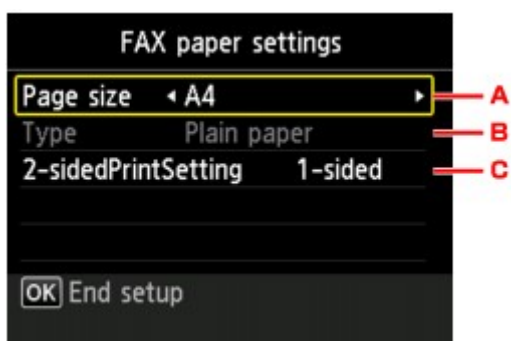 FAX paper settings
Page size A4 A
Type Plain paper B
2-sidedPrintSetting 1-sided C
OK End setup